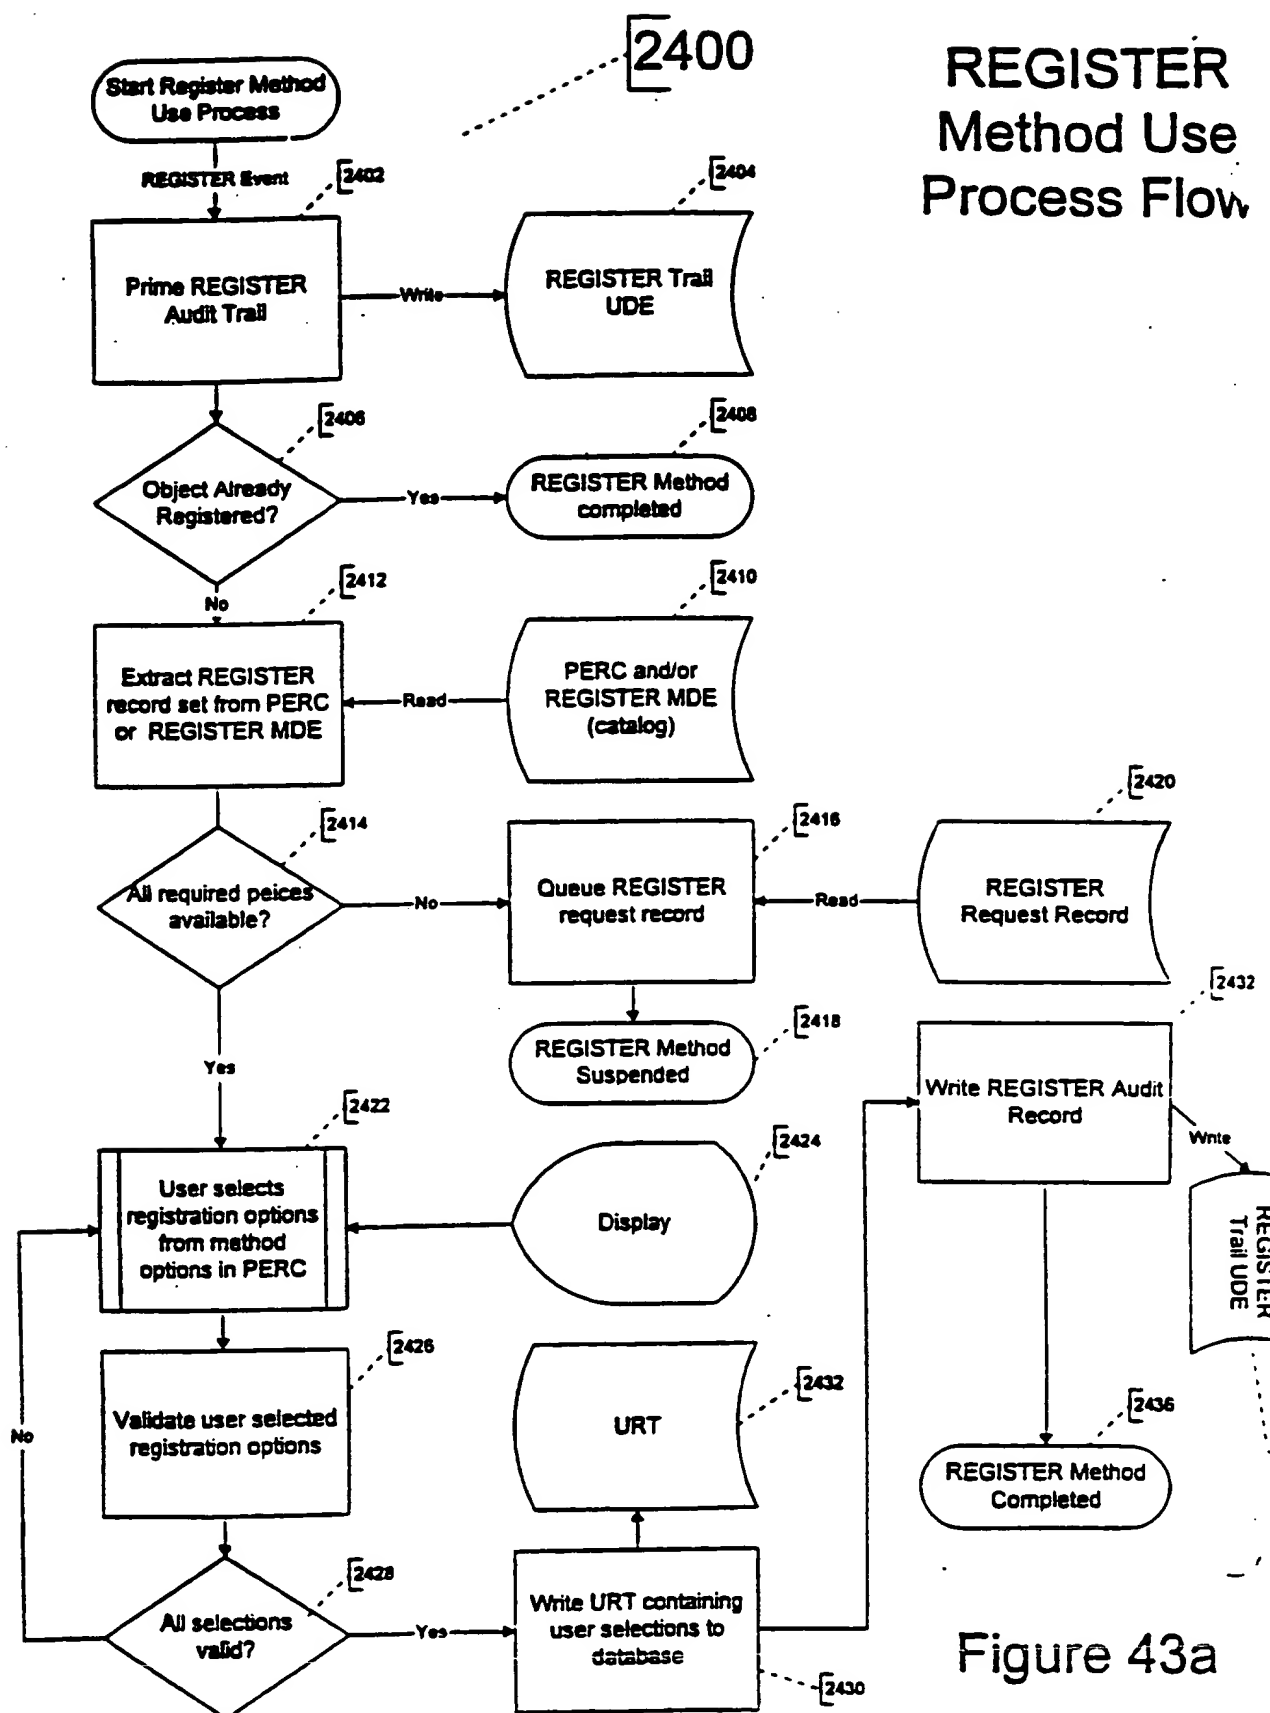 2400
REGISTER
Method Use
Process Flow
Start Register Method
Use Process
REGISTER Event
2402
Prime REGISTER
Audit Trail
Write
2404
REGISTER Trail
UDE
2406
Object Already
Registered?
Yes
2408
REGISTER Method
completed
No
2412
Extract REGISTER
record set from PERC
or REGISTER MDE
Read
2410
PERC and/or
REGISTER MDE
(catalog)
2414
All required peices
available?
No
2416
Queue REGISTER
request record
Read
2420
REGISTER
Request Record
2418
REGISTER Method
Suspended
Yes
2422
User selects
registration options
from method
options in PERC
2424
Display
2426
Validate user selected
registration options
No
2428
All selections
valid?
Yes
2430
Write URT containing
user selections to
database
2432
URT
2432
Write REGISTER Audit
Record
Write
REGISTER
Trail UDE
2436
REGISTER Method
Completed
Figure 43a